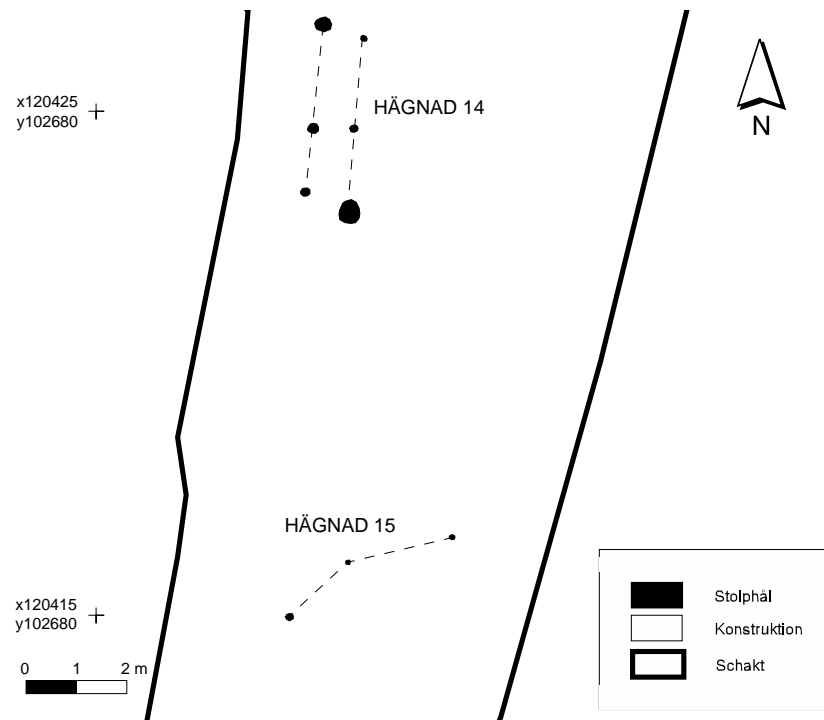 x120425
y102680
HÄGNAD 14
N
HÄGNAD 15
x120415
y102680
0 1 2 m
Stolphål
Konstruktion
Schakt